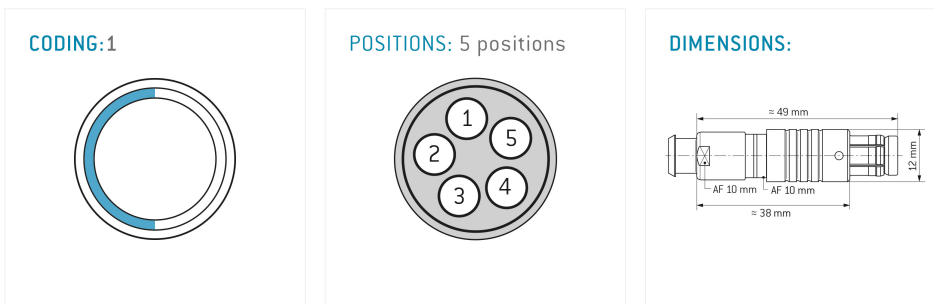 CODING:1
POSITIONS: 5 positions
1
2
5
3
4
DIMENSIONS:
≈ 49 mm
12 mm
AF 10 mm
AF 10 mm
≈ 38 mm